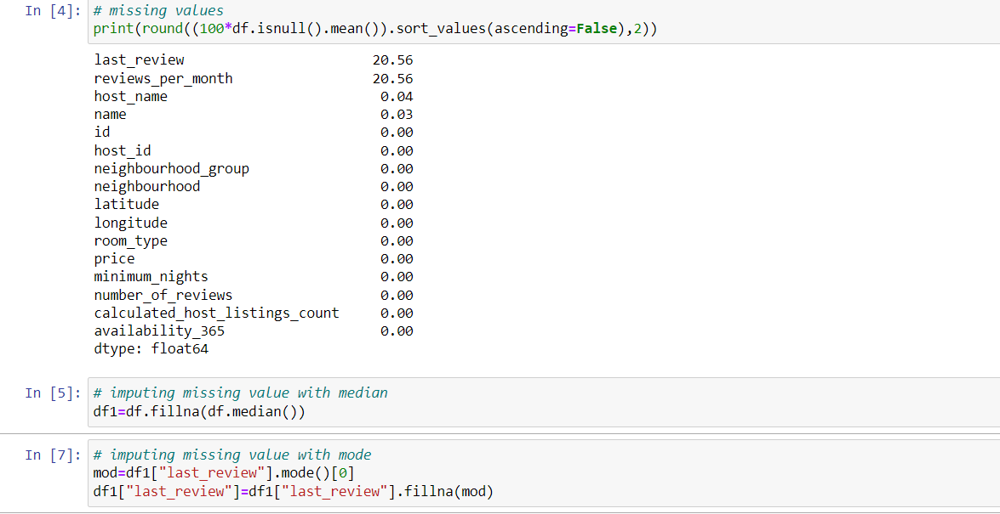 In [4]: # missing values
print(round((100*df.isnull().mean()).sort_values(ascending=False),2))
last_review 20.56
reviews_per_month 20.56
host_name 0.04
name 0.03
id 0.00
host_id 0.00
neighbourhood_group 0.00
neighbourhood 0.00
latitude 0.00
longitude 0.00
room_type 0.00
price 0.00
minimum_nights 0.00
number_of_reviews 0.00
calculated_host_listings_count 0.00
availability_365 0.00
dtype: float64
In [5]: # imputing missing value with median
df1=df.fillna(df.median())
In [7]: # imputing missing value with mode
mod=df1["last_review"].mode()[0]
df1["last_review"]=df1["last_review"].fillna(mod)